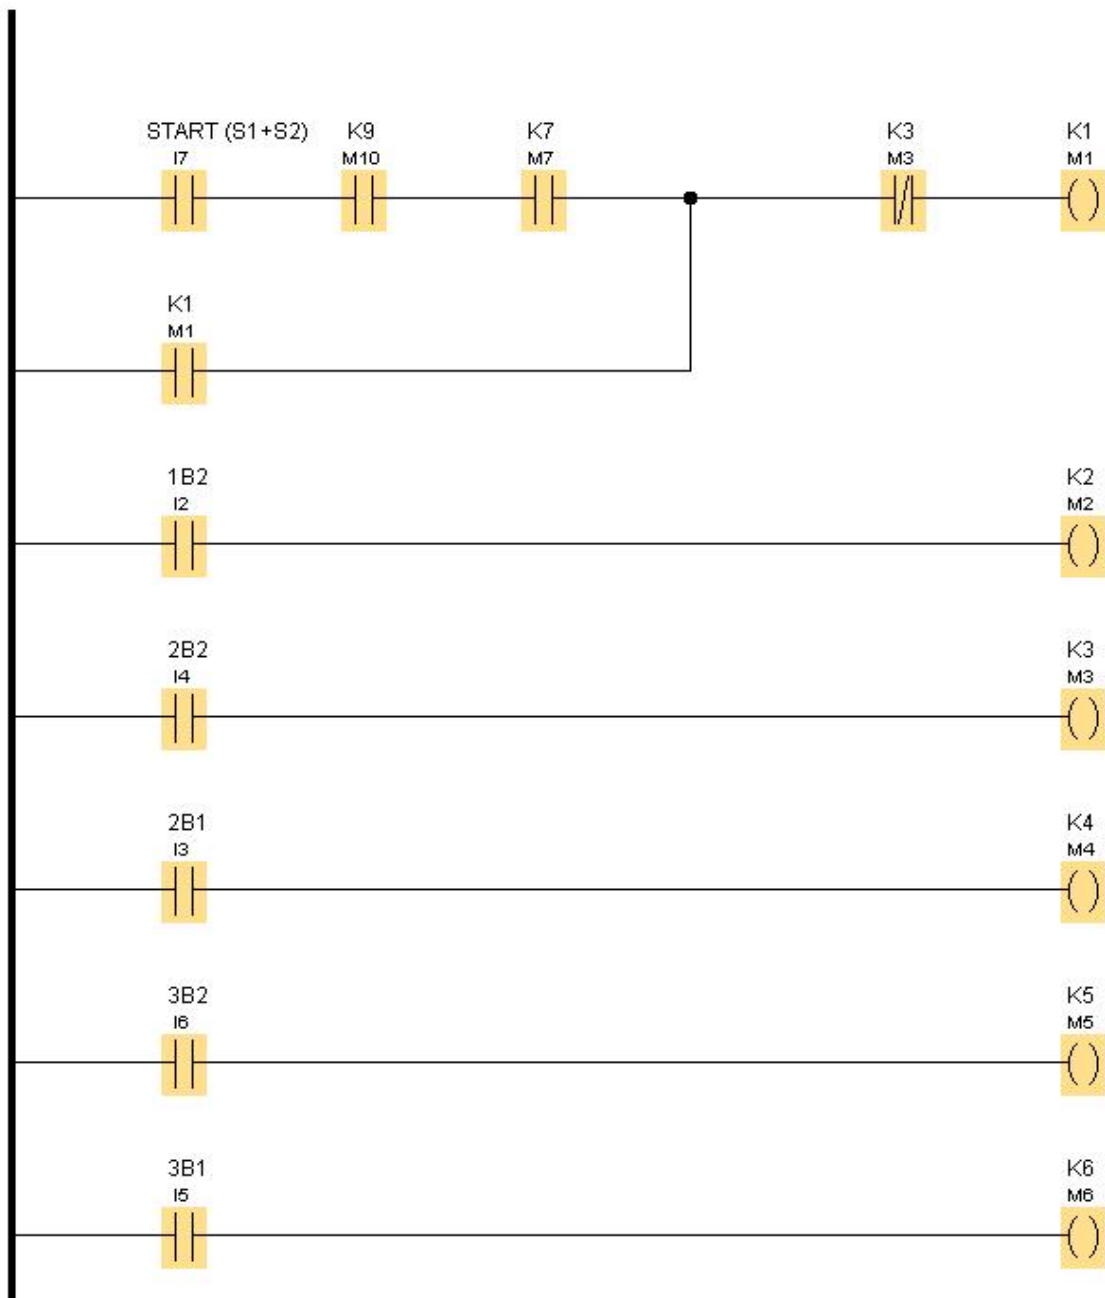 START (S1+S2) K9 K7 K3 K1
I7 M10 M7 M3 M1
K1
M1
1B2 K2
I2 M2
2B2 K3
I4 M3
2B1 K4
I3 M4
3B2 K5
I6 M5
3B1 K6
I5 M6